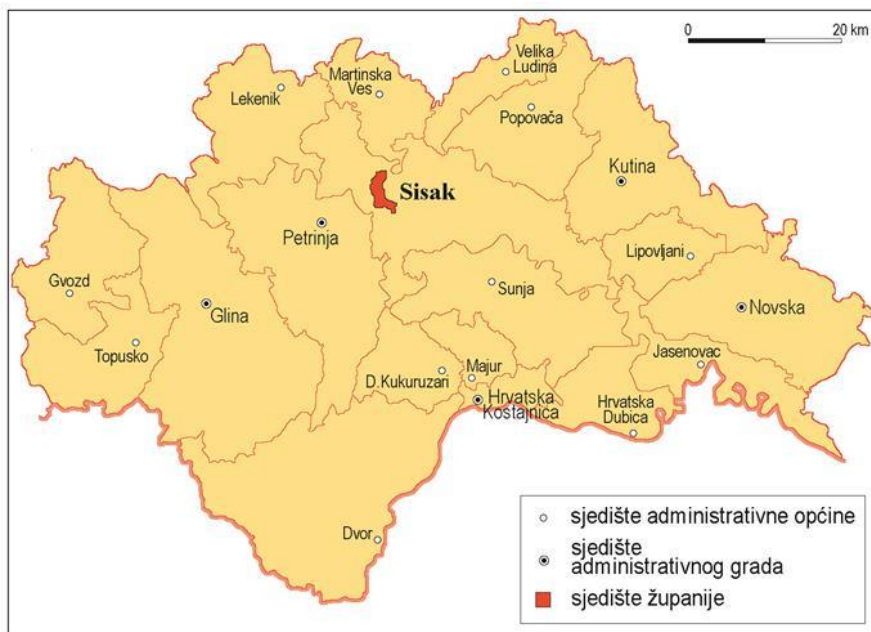 0 20 km
Velika
Ludina
Martinska
Ves
Lekenik
Popovača
Kutina
Sisak
Petrinja
Lipovljani
Gvozd
Sunja
Glina
Novska
Topusko
Jasenovac
Majur
D.Kukuruzari
Hrvatska
Kostajnica
Hrvatska
Dubica
Dvor
sjedište administrativne općine
sjedište
administrativnog grada
sjedište županije